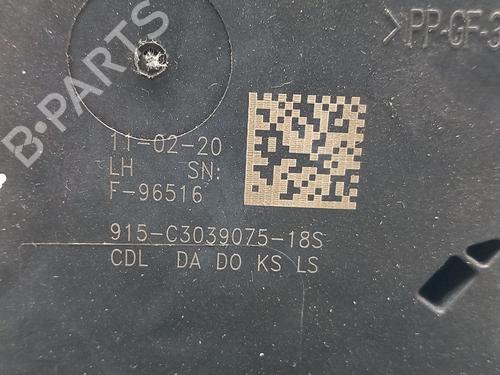 B-PARTS
>PP-GF-3
11-02-20
LH SN:
F-96516
915-C3039075-18S
CDL DA DO KS LS